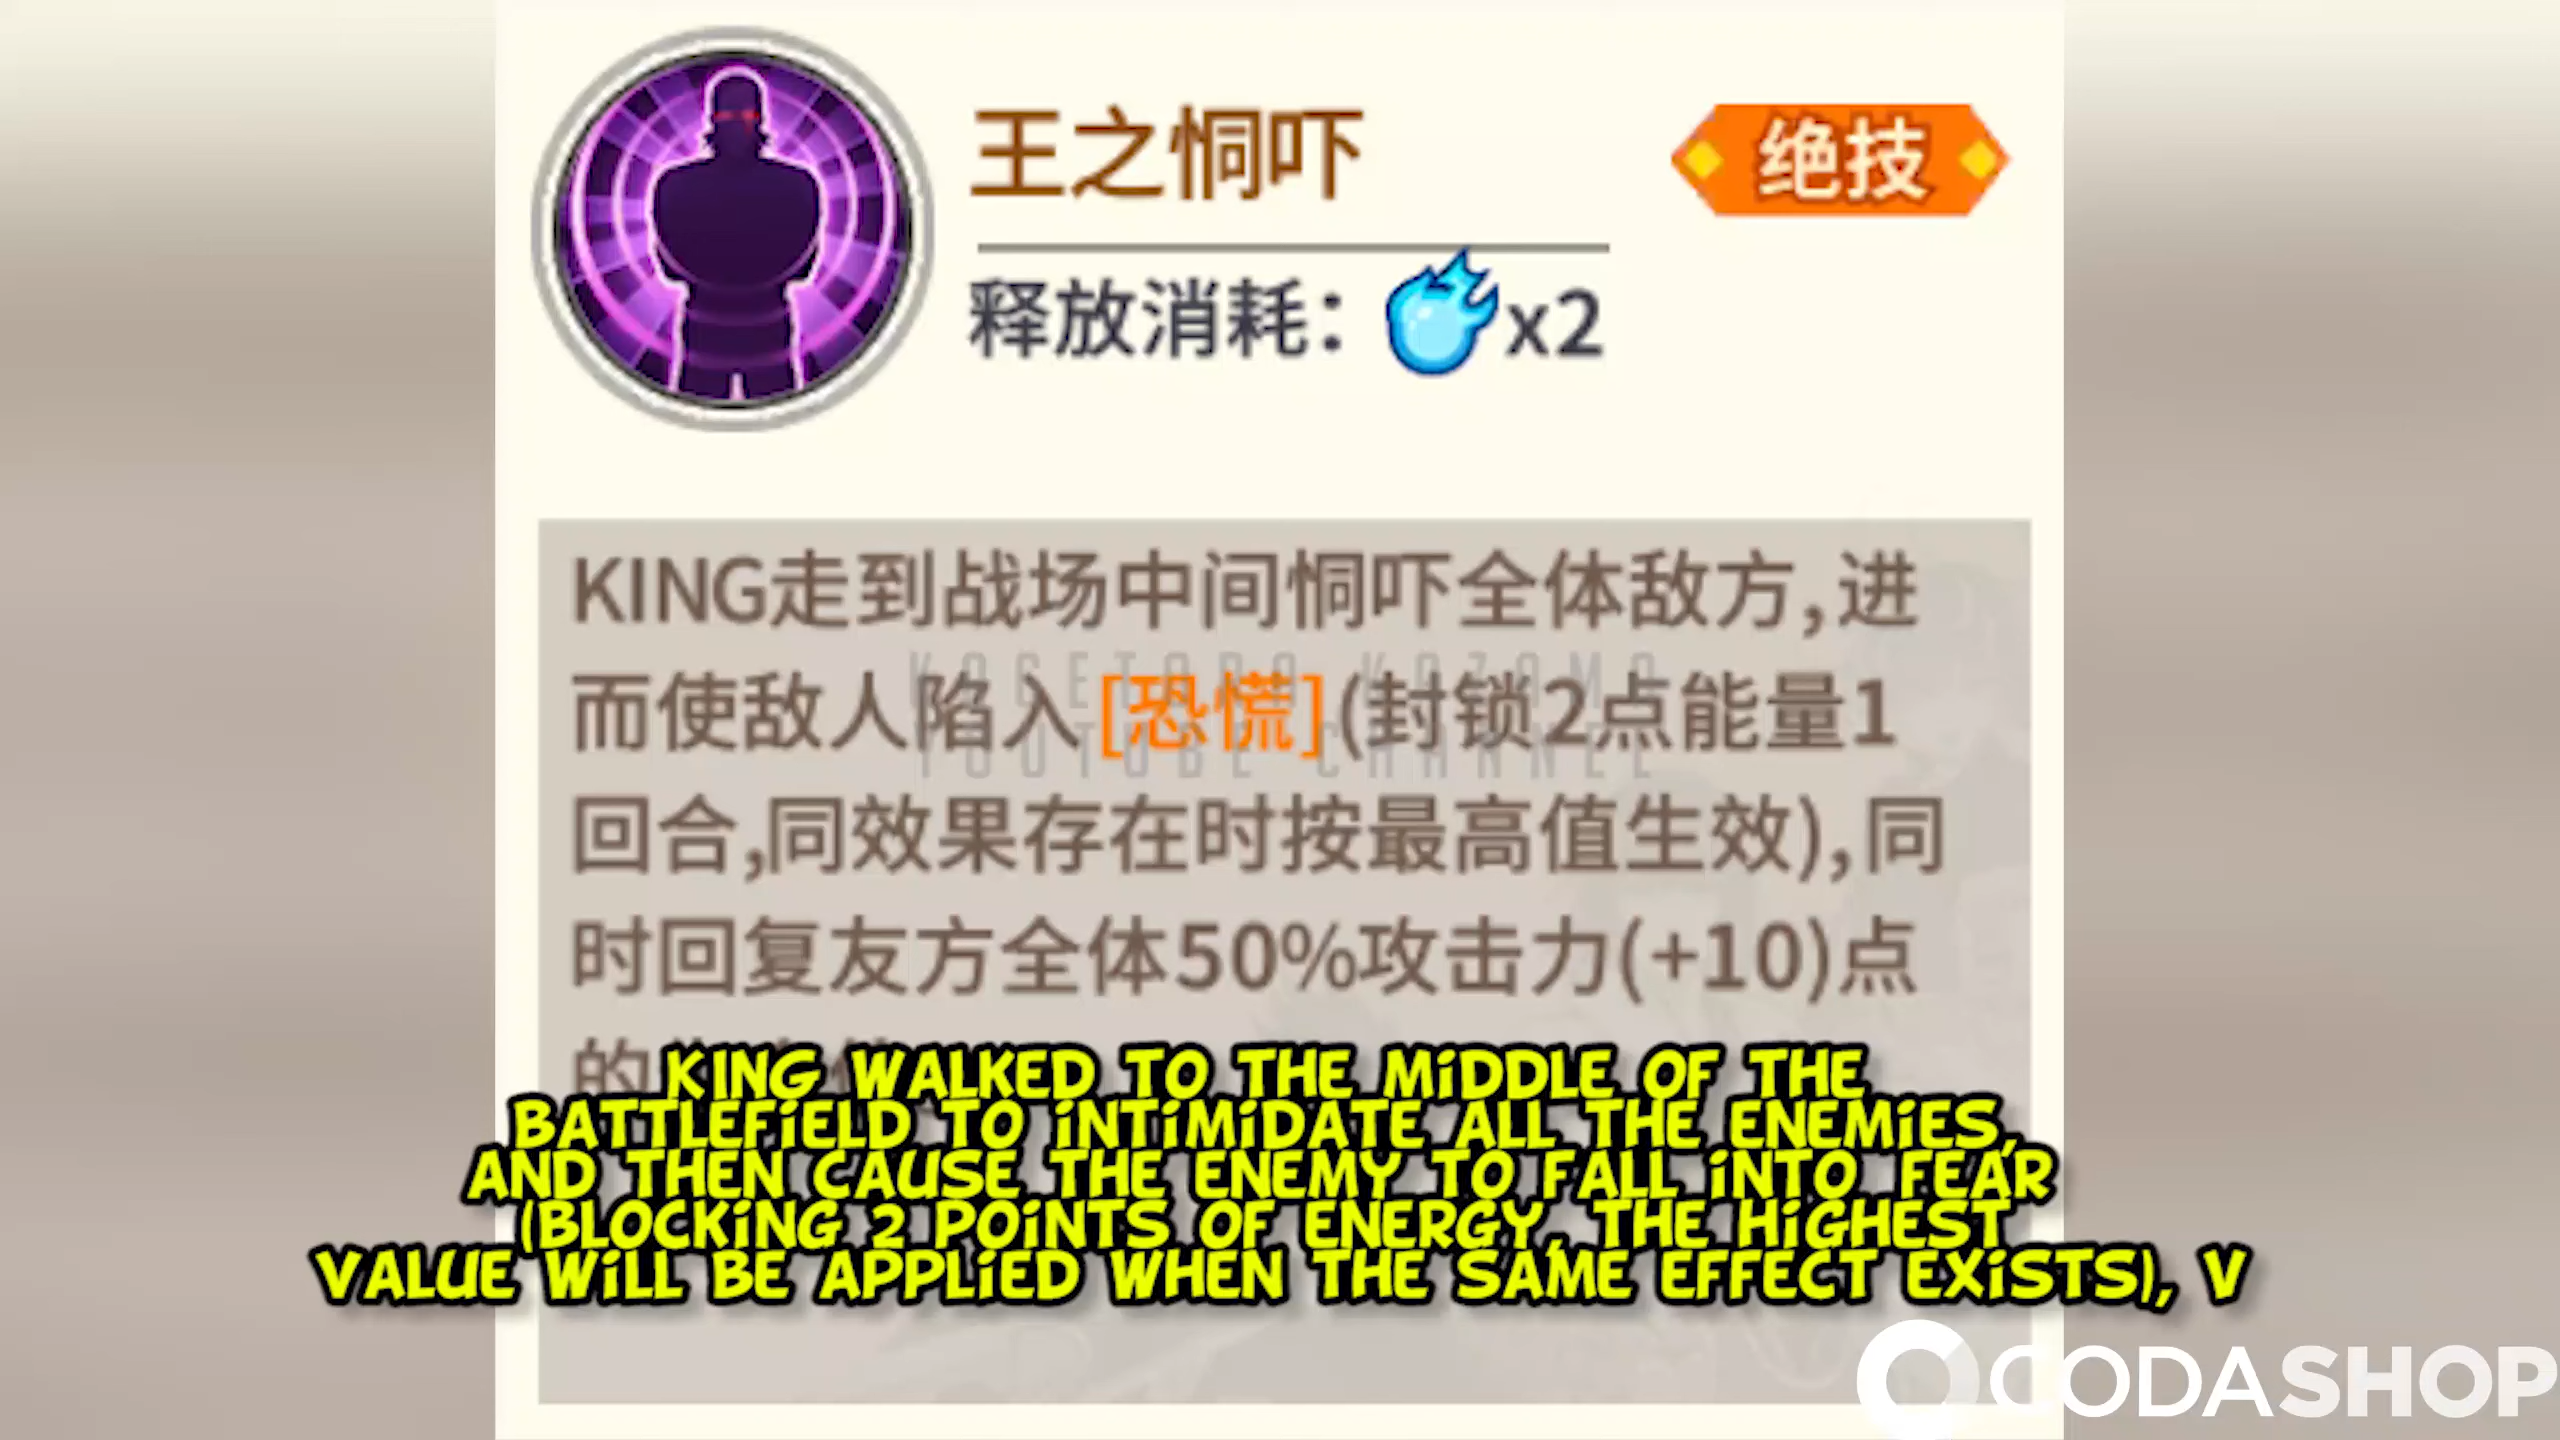 王之恫吓
绝技
释放消耗：x2
KING走到战场中间恫吓全体敌方,进
而使敌人陷入[恐慌](封锁2点能量1
回合,同效果存在时按最高值生效),同
时回复友方全体50%攻击力(+10)点
的
KOGETORO KAZAMO
YOUTUBE CHANNEL
KING WALKED TO THE MIDDLE OF THE
BATTLEFIELD TO INTIMIDATE ALL THE ENEMIES,
AND THEN CAUSE THE ENEMY TO FALL INTO FEAR
(BLOCKING 2 POINTS OF ENERGY, THE HIGHEST
VALUE WILL BE APPLIED WHEN THE SAME EFFECT EXISTS), V
CODASHOP